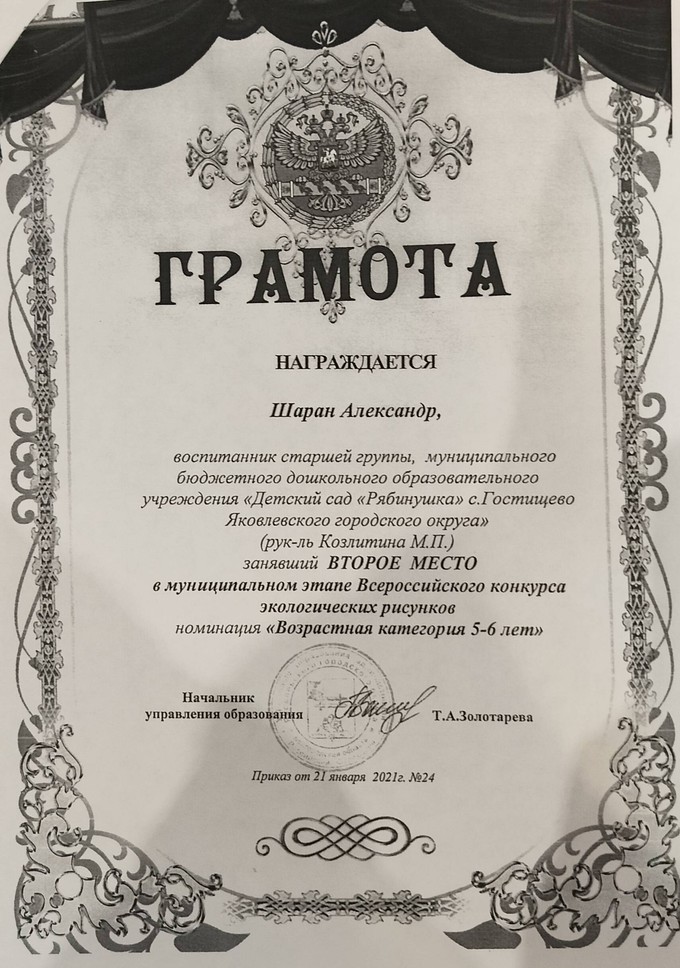 ГРАМОТА
НАГРАЖДАЕТСЯ
Шаран Александр,
воспитанник старшей группы, муниципального
бюджетного дошкольного образовательного
учреждения «Детский сад «Рябинушка» с.Гостищево
Яковлевского городского округа»
(рук-ль Козлитина М.П.)
занявший ВТОРОЕ МЕСТО
в муниципальном этапе Всероссийского конкурса
экологических рисунков
номинация «Возрастная категория 5-6 лет»
Начальник
управления образования Т.А.Золотарева
Приказ от 21 января 2021г. №24